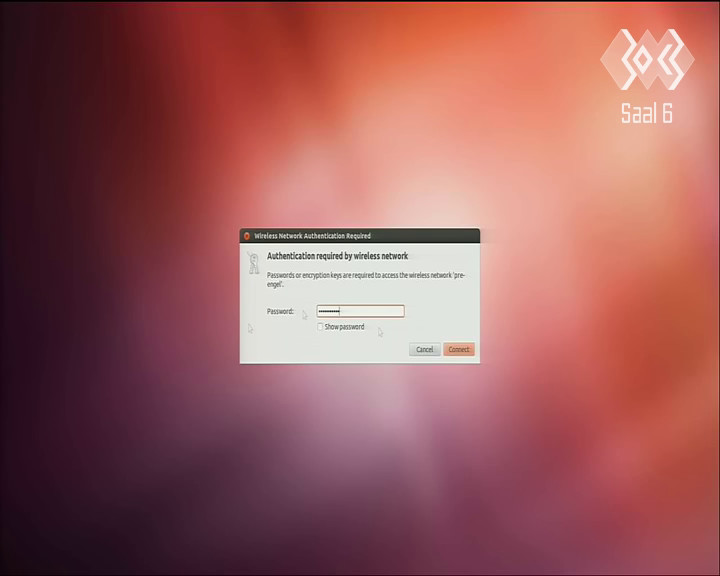 Saal 6
Wireless Network Authentication Required
Authentication required by wireless network
Passwords or encryption keys are required to access the wireless network 'pre-
engel'.
Password:
Show password
Cancel
Connect